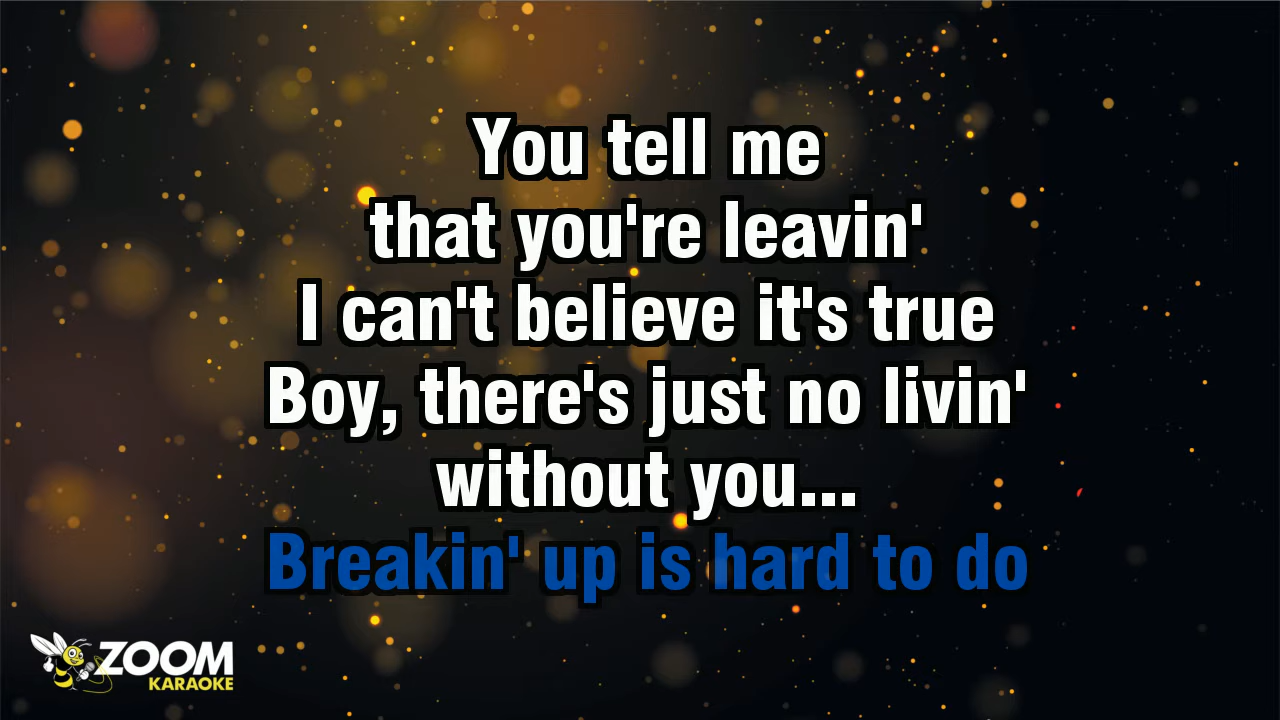 You tell me
that you're leavin'
I can't believe it's true
Boy, there's just no livin'
without you...
Breakin' up is hard to do
ZOOM
KARAOKE